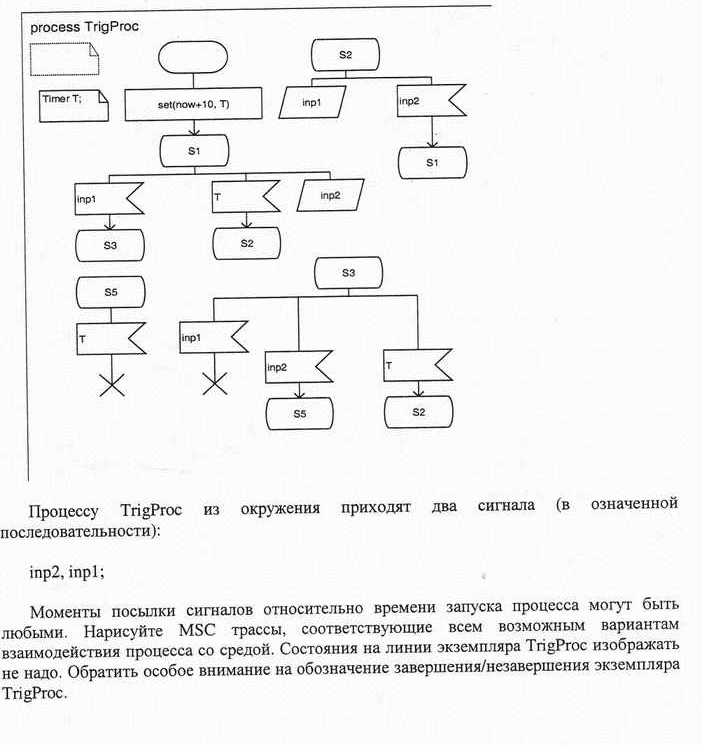 process TrigProc
S2
Timer T;
set(now+10, T)
inp1
inp2
S1
S1
inp1
T
inp2
S3
S2
S5
S3
T
inp1
inp2
T
S5
S2
Процессу TrigProc из окружения приходят два сигнала (в означенной
последовательности):
inp2, inp1;
Моменты посылки сигналов относительно времени запуска процесса могут быть
любыми. Нарисуйте MSC трассы, соответствующие всем возможным вариантам
взаимодействия процесса со средой. Состояния на линии экземпляра TrigProc изображать
не надо. Обратить особое внимание на обозначение завершения/незавершения экземпляра
TrigProc.